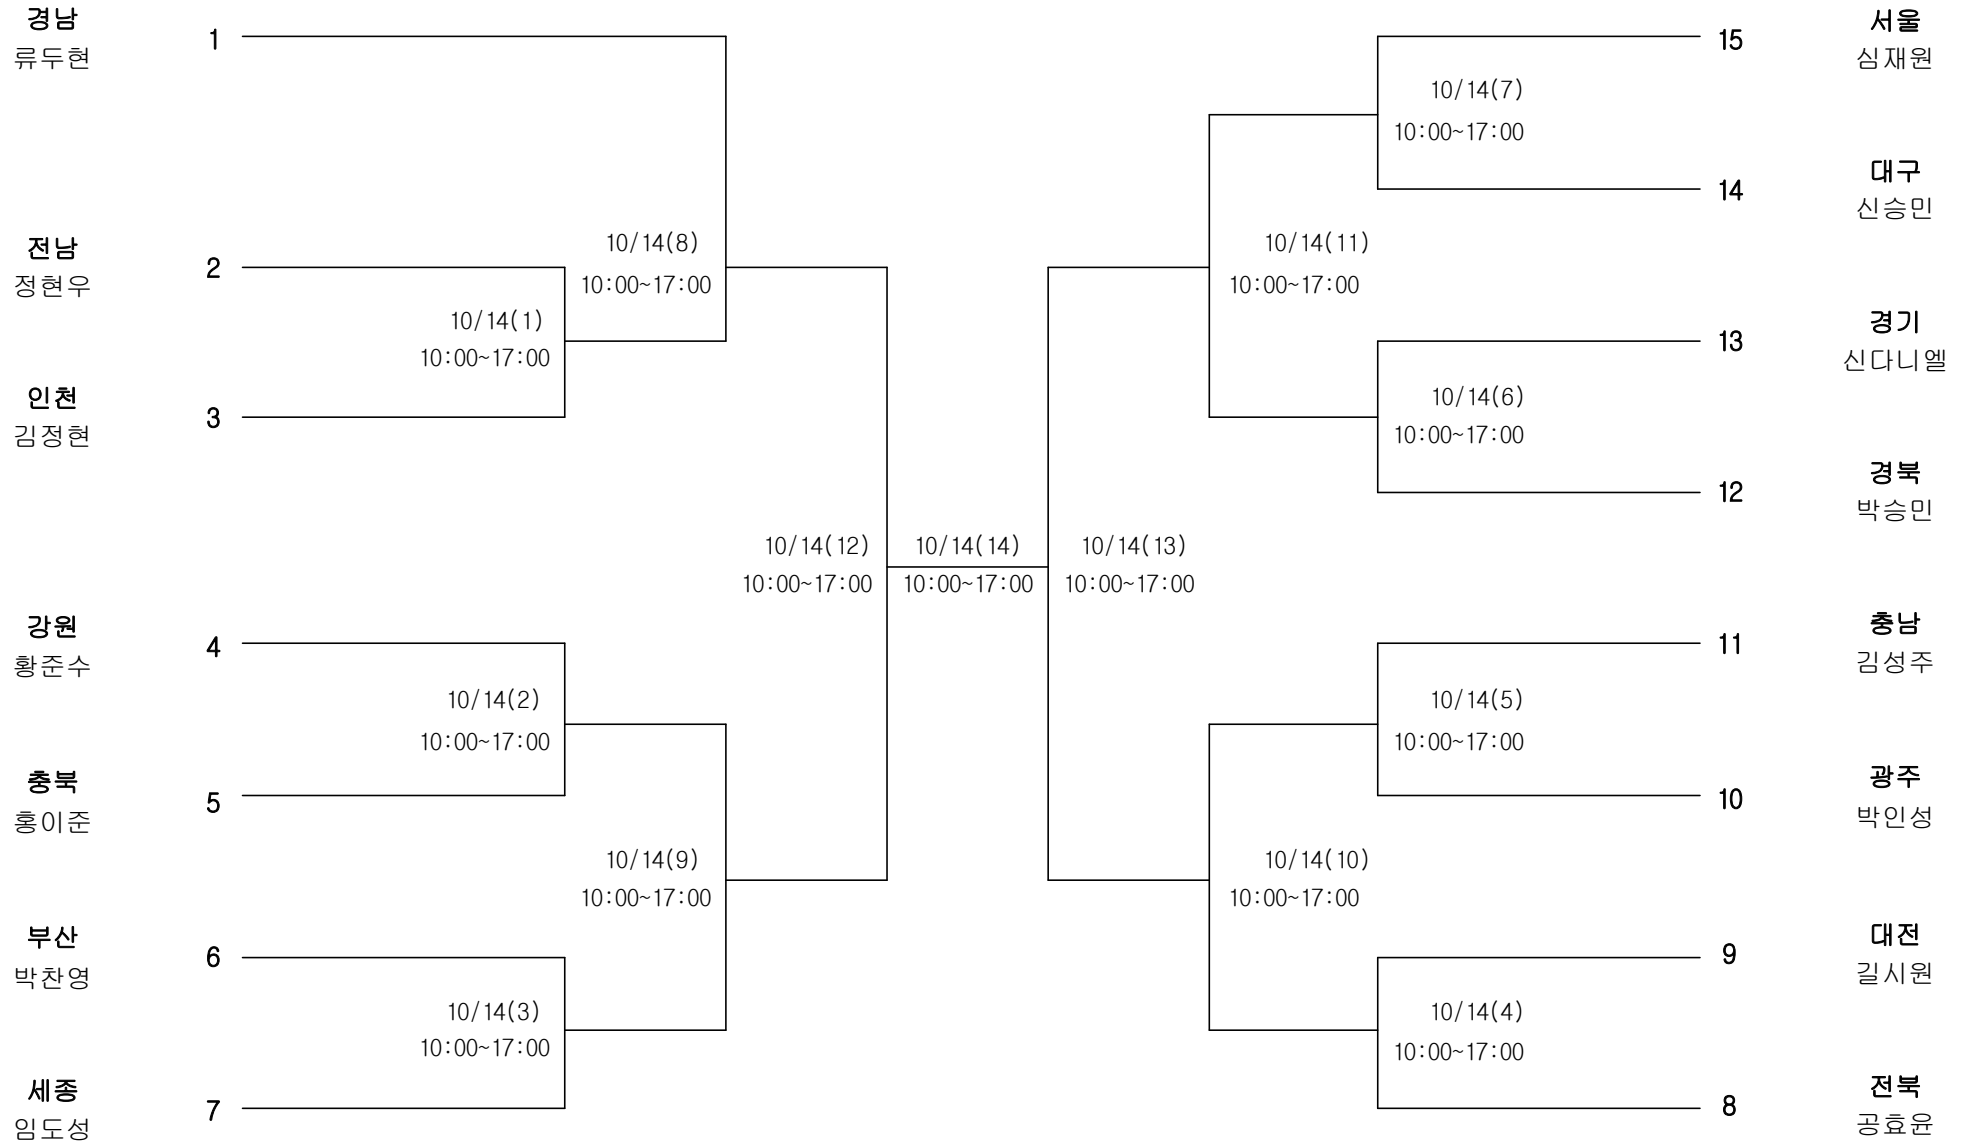 경남
류두현
1
전남
정현우
2
인천
김정현
3
강원
황준수
4
충북
홍이준
5
부산
박찬영
6
세종
임도성
7
10/14(1)
10:00~17:00
10/14(2)
10:00~17:00
10/14(3)
10:00~17:00
10/14(8)
10:00~17:00
10/14(9)
10:00~17:00
10/14(12)
10:00~17:00
10/14(14)
10:00~17:00
10/14(13)
10:00~17:00
10/14(11)
10:00~17:00
10/14(10)
10:00~17:00
10/14(7)
10:00~17:00
10/14(6)
10:00~17:00
10/14(5)
10:00~17:00
10/14(4)
10:00~17:00
15
서울
심재원
14
대구
신승민
13
경기
신다니엘
12
경북
박승민
11
충남
김성주
10
광주
박인성
9
대전
길시원
8
전북
공효윤